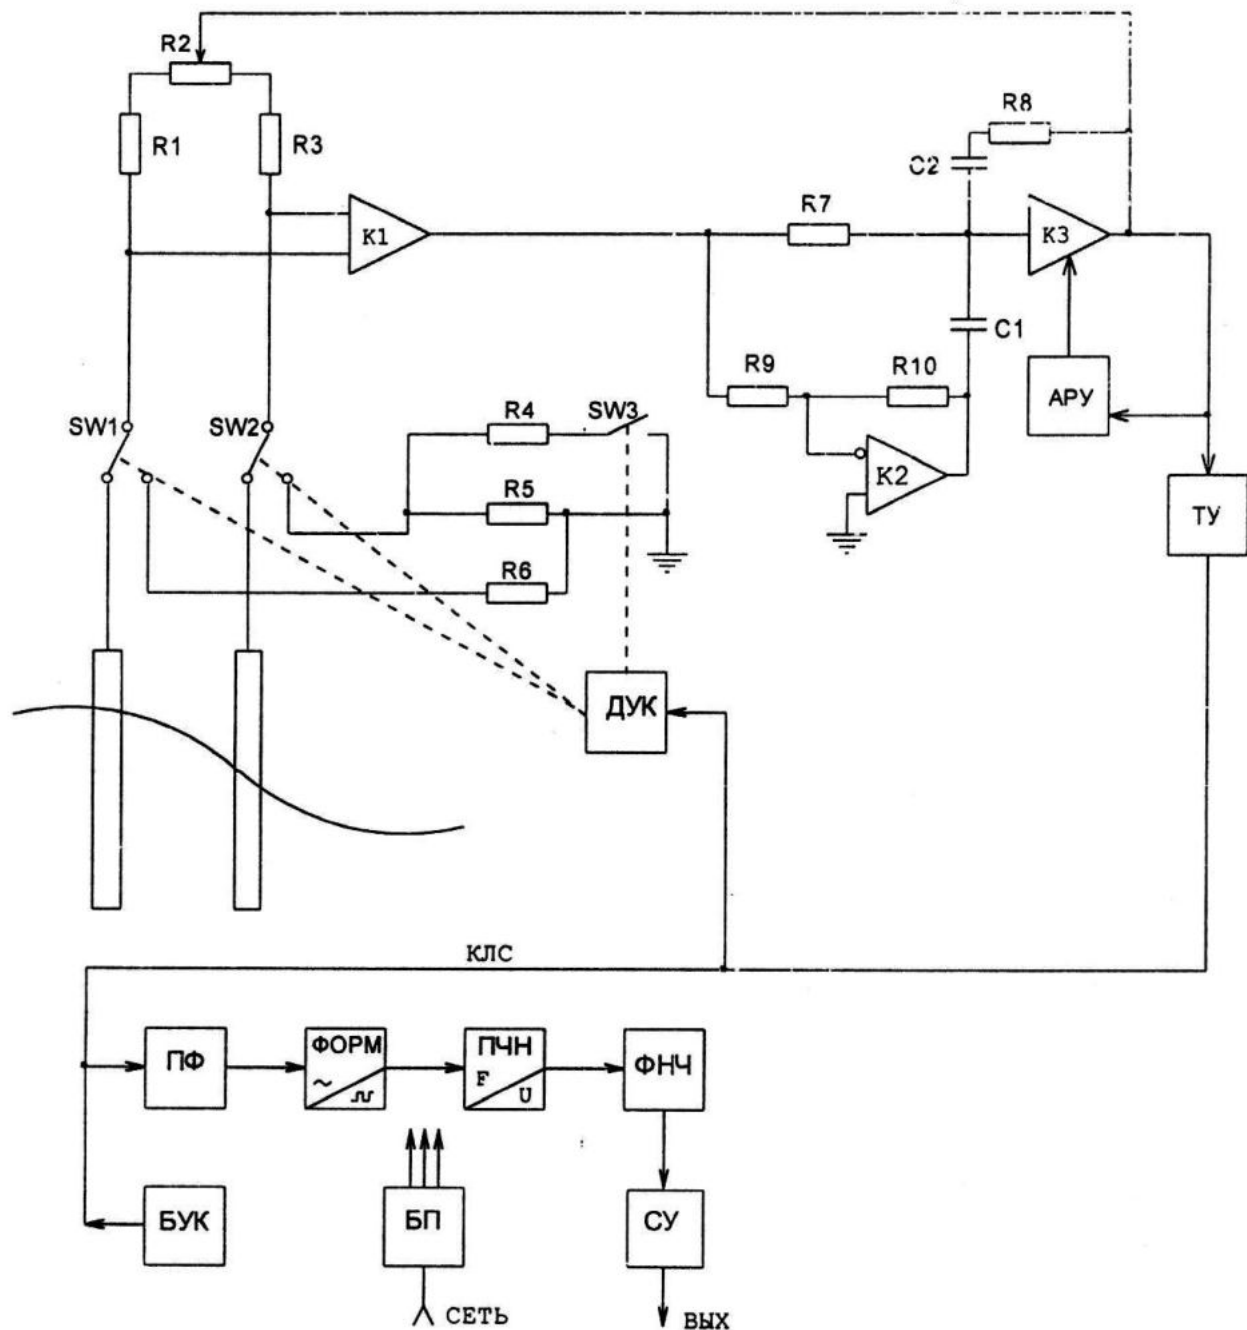 R2
R1
R3
K1
R8
C2
R7
K3
C1
R9
R10
АРУ
K2
ТУ
SW1
SW2
R4
SW3
R5
R6
ДУК
КЛС
ПФ
ФОРМ
ПЧН
F
U
ФНЧ
БУК
БП
СУ
СЕТЬ
ВЫХ